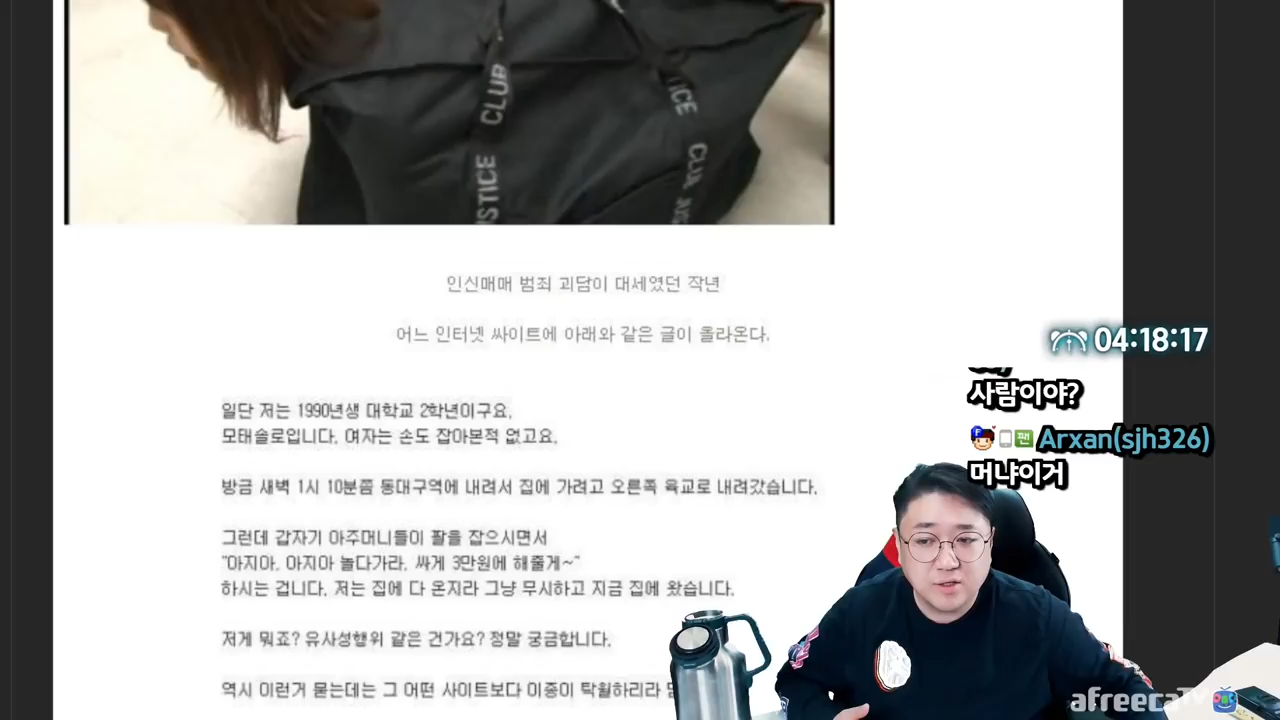 CLUB
STICE
TICE
CLUB
인신매매 범죄 괴담이 대세였던 작년
어느 인터넷 싸이트에 아래와 같은 글이 올라온다.
04:18:17
사람이야?
일단 저는 1990년생 대학교 2학년이구요,
모태솔로입니다. 여자는 손도 잡아본적 없고요.
F 팬 Arxan(sjh326)
머냐이거
방금 새벽 1시 10분쯤 동대구역에 내려서 집에 가려고 오른쪽 육교로 내려갔습니다.
그런데 갑자기 아주머니들이 팔을 잡으시면서
"아지아, 아지아 놀다가라, 싸게 3만원에 해줄게~"
하시는 겁니다. 저는 집에 다 온지라 그냥 무시하고 지금 집에 왔습니다.
저게 뭐죠? 유사성행위 같은 건가요? 정말 궁금합니다.
역시 이런거 묻는데는 그 어떤 사이트보다 이종이 탁월하리라
afreecaTV